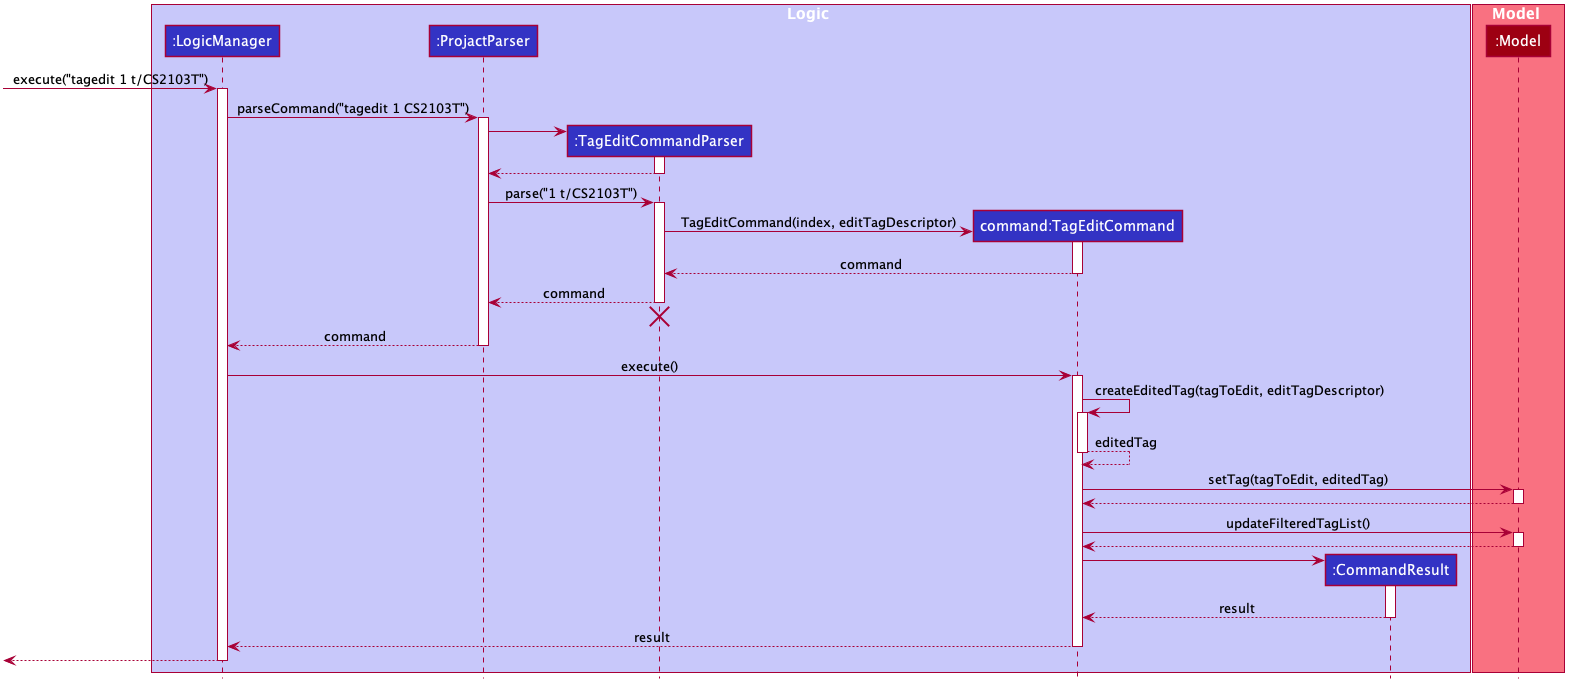 Logic
Model
:LogicManager
:ProjactParser
:Model
execute("tagedit 1 t/CS2103T")
parseCommand("tagedit 1 CS2103T")
:TagEditCommandParser
parse("1 t/CS2103T")
TagEditCommand(index, editTagDescriptor)
command:TagEditCommand
command
command
command
execute()
createEditedTag(tagToEdit, editTagDescriptor)
editedTag
setTag(tagToEdit, editedTag)
updateFilteredTagList()
:CommandResult
result
result